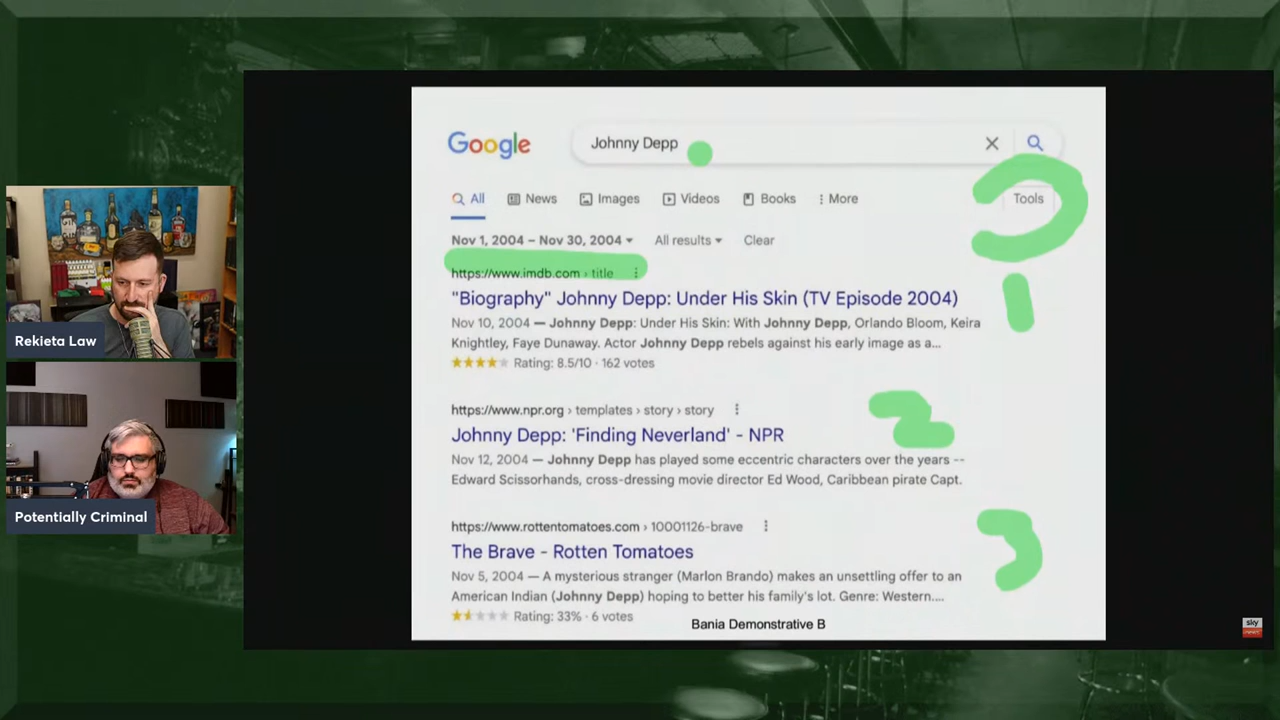 Google
Johnny Depp
All News Images Videos Books More Tools
Nov 1, 2004 – Nov 30, 2004 All results Clear
https://www.imdb.com › title
"Biography" Johnny Depp: Under His Skin (TV Episode 2004)
Nov 10, 2004 — Johnny Depp: Under His Skin: With Johnny Depp, Orlando Bloom, Keira
Knightley, Faye Dunaway. Actor Johnny Depp rebels against his early image as a...
Rating: 8.5/10 · 162 votes
1
https://www.npr.org › templates › story › story
Johnny Depp: 'Finding Neverland' - NPR
Nov 12, 2004 — Johnny Depp has played some eccentric characters over the years --
Edward Scissorhands, cross-dressing movie director Ed Wood, Caribbean pirate Capt.
2
https://www.rottentomatoes.com › 10001126-brave
The Brave - Rotten Tomatoes
Nov 5, 2004 — A mysterious stranger (Marlon Brando) makes an unsettling offer to an
American Indian (Johnny Depp) hoping to better his family's lot. Genre: Western....
Rating: 33% · 6 votes
Bania Demonstrative B
Rekieta Law
Potentially Criminal
sky